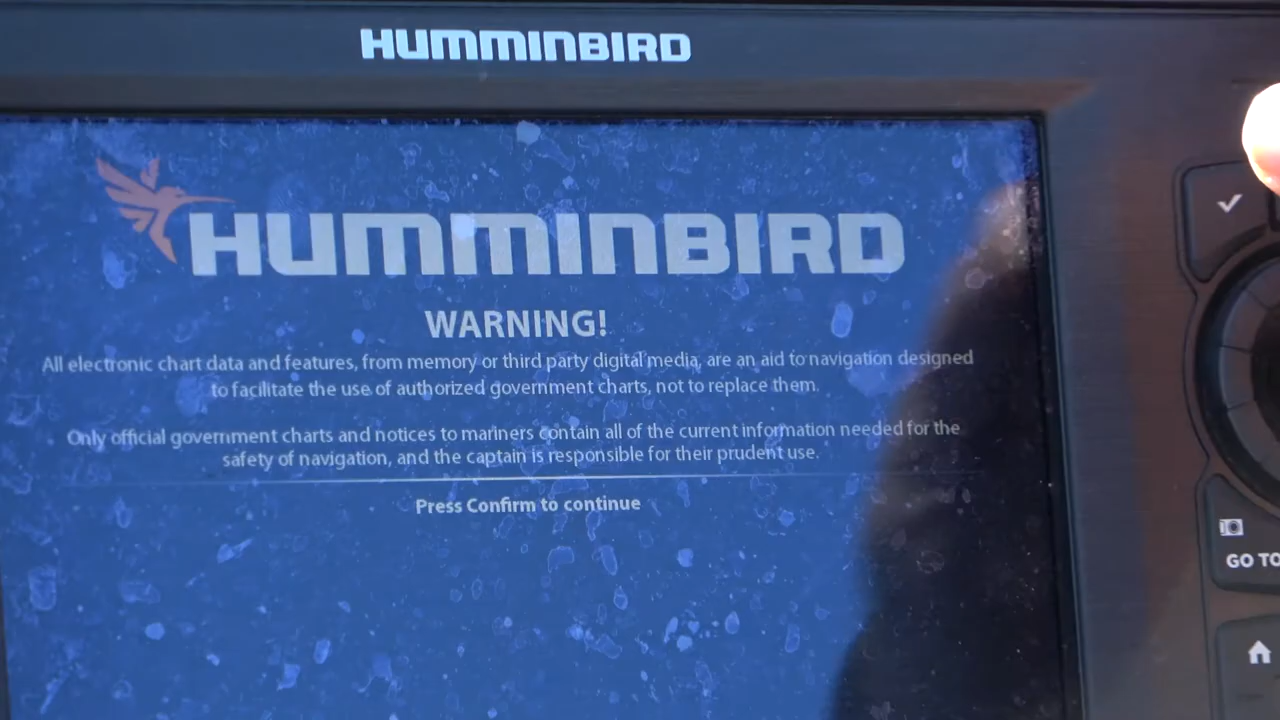 HUMMINBIRD
HUMMINBIRD
WARNING!
All electronic chart data and features, from memory or third party digital media, are an aid to navigation designed
to facilitate the use of authorized government charts, not to replace them.
Only official government charts and notices to mariners contain all of the current information needed for the
safety of navigation, and the captain is responsible for their prudent use.
Press Confirm to continue
GO TO